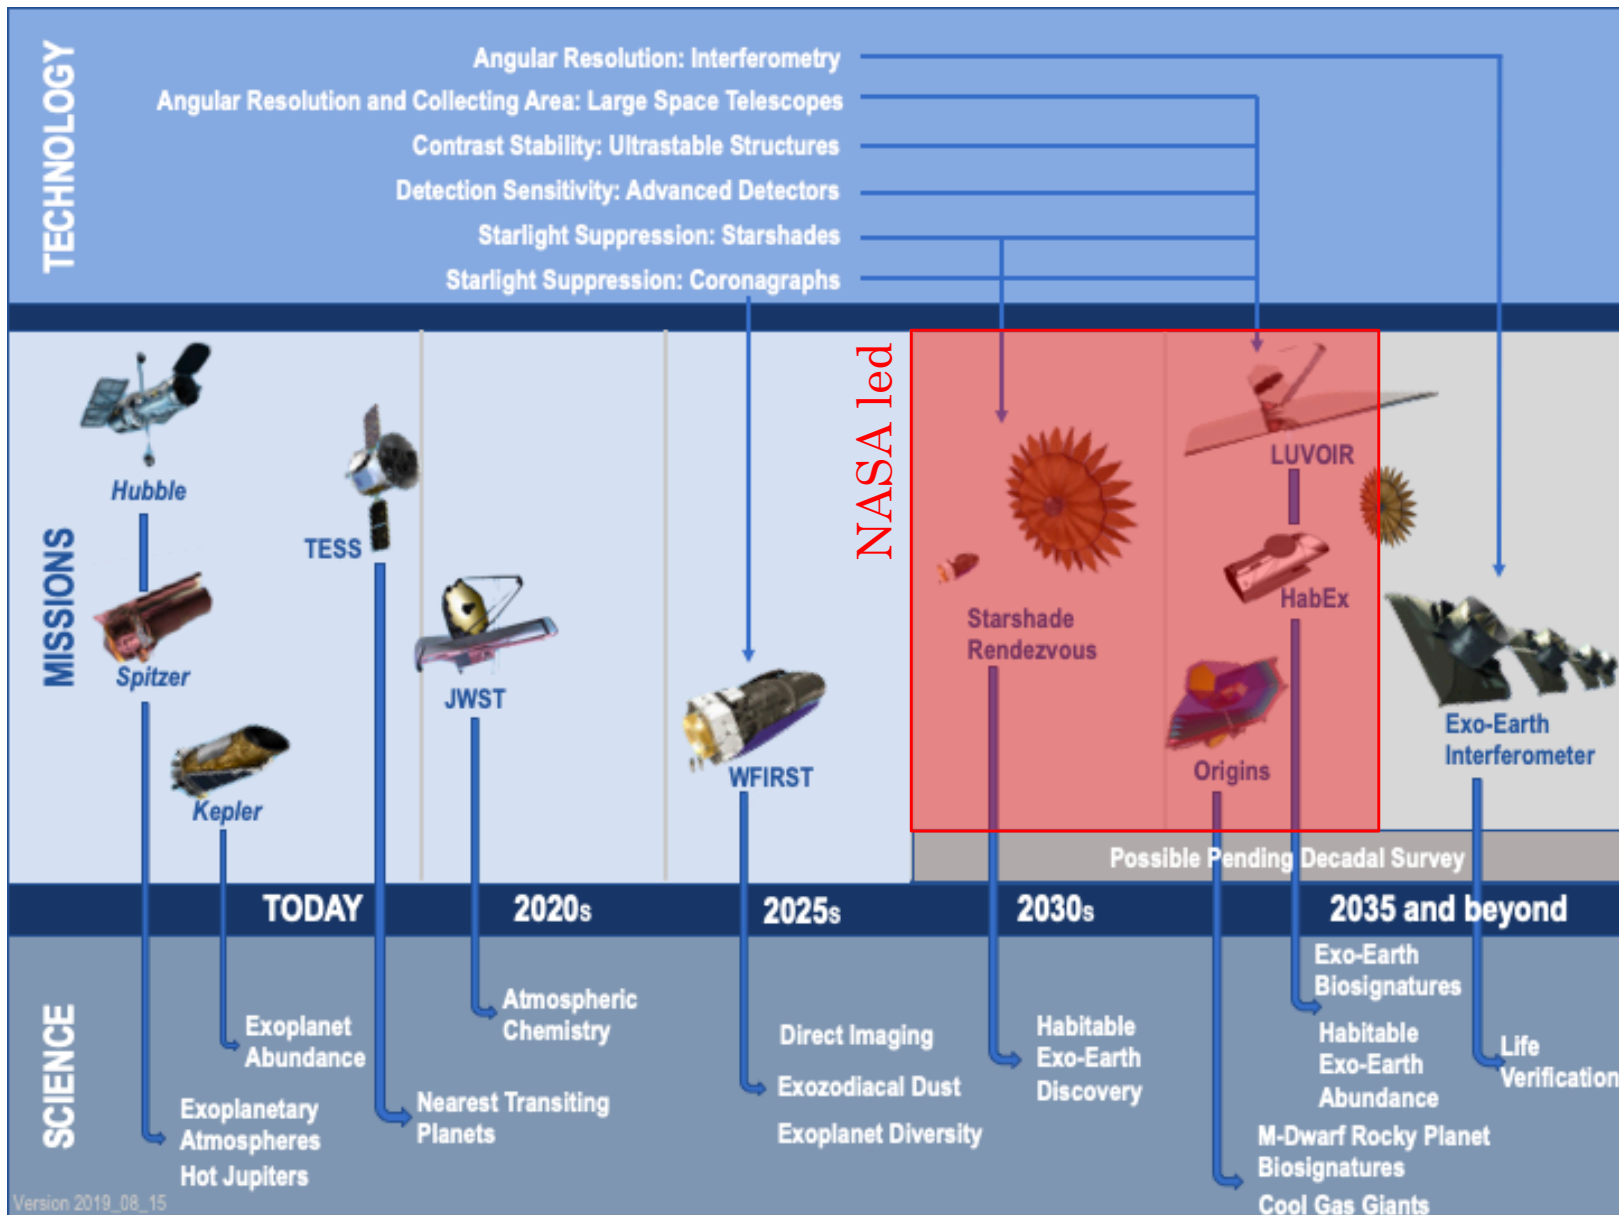 TECHNOLOGY
Angular Resolution: Interferometry
Angular Resolution and Collecting Area: Large Space Telescopes
Contrast Stability: Ultrastable Structures
Detection Sensitivity: Advanced Detectors
Starlight Suppression: Starshades
Starlight Suppression: Coronagraphs
MISSIONS
Hubble
Spitzer
Kepler
TESS
JWST
WFIRST
NASA led
Starshade
Rendezvous
LUVOIR
HabEx
Origins
Exo-Earth
Interferometer
Possible Pending Decadal Survey
TODAY
2020s
2025s
2030s
2035 and beyond
SCIENCE
Exoplanet
Abundance
Exoplanetary
Atmospheres
Hot Jupiters
Nearest Transiting
Planets
Atmospheric
Chemistry
Direct Imaging
Exozodiacal Dust
Exoplanet Diversity
Habitable
Exo-Earth
Discovery
Exo-Earth
Biosignatures
Habitable
Exo-Earth
Abundance
M-Dwarf Rocky Planet
Biosignatures
Cool Gas Giants
Life
Verification
Version 2019_08_15